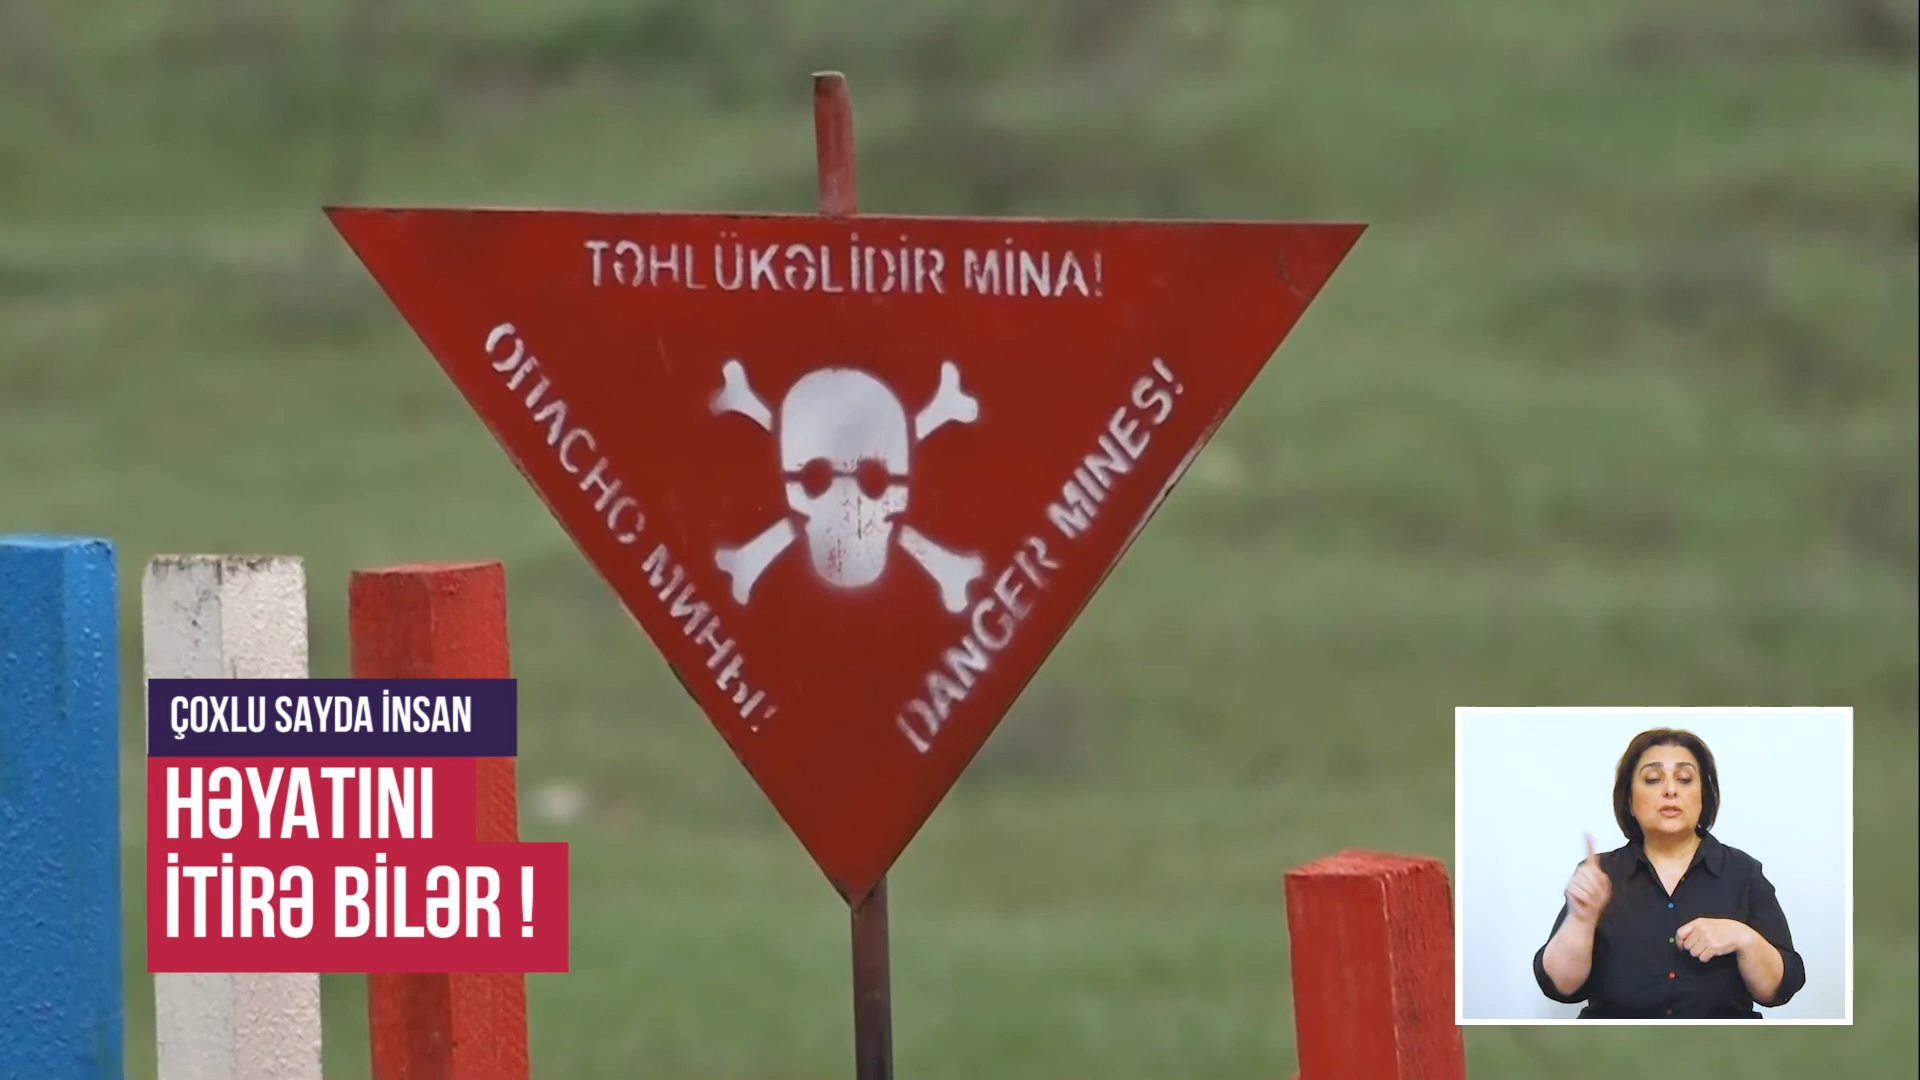 TƏHLÜKƏLİDİR MİNA!
ОПАСНО МИНЫ!
DANGER MINES!
ÇOXLU SAYDA İNSAN
HƏYATINI
İTİRƏ BİLƏR !